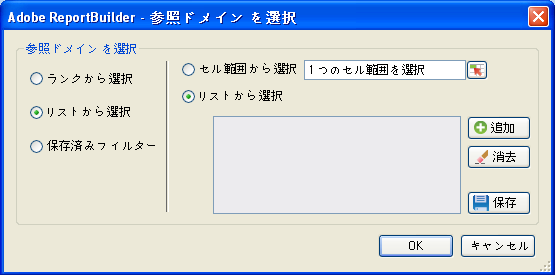 Adobe ReportBuilder - 参照ドメイン を選択
参照ドメイン を選択
ランクから選択
リストから選択
保存済みフィルター
セル範囲から選択
1つのセル範囲を選択
リストから選択
追加
消去
保存
OK
キャンセル